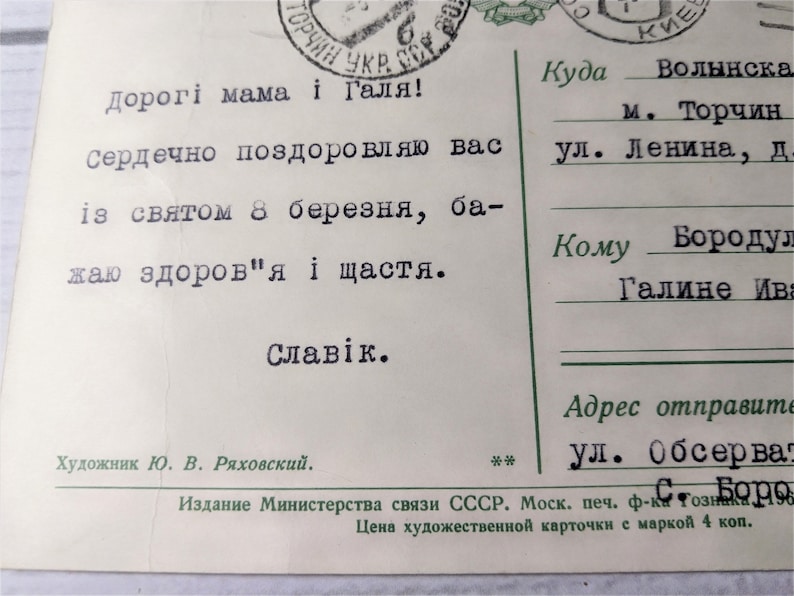 ТОРЧИН УКР. ССР
б
КИЕВ
Дорогі мама і Галя!
Сердечно поздоровляю вас
із святом 8 березня, ба-
жаю здоров"я і щастя.
Славік.
Художник Ю. В. Ряховский.
**
Куда Волынска
м. Торчин
ул. Ленина, д.
Кому Бородул
Галине Ива
Адрес отправите
ул. Обсерват
С. Боро
Издание Министерства связи СССР. Моск. печ. ф-ка Гознака. 196
Цена художественной карточки с маркой 4 коп.